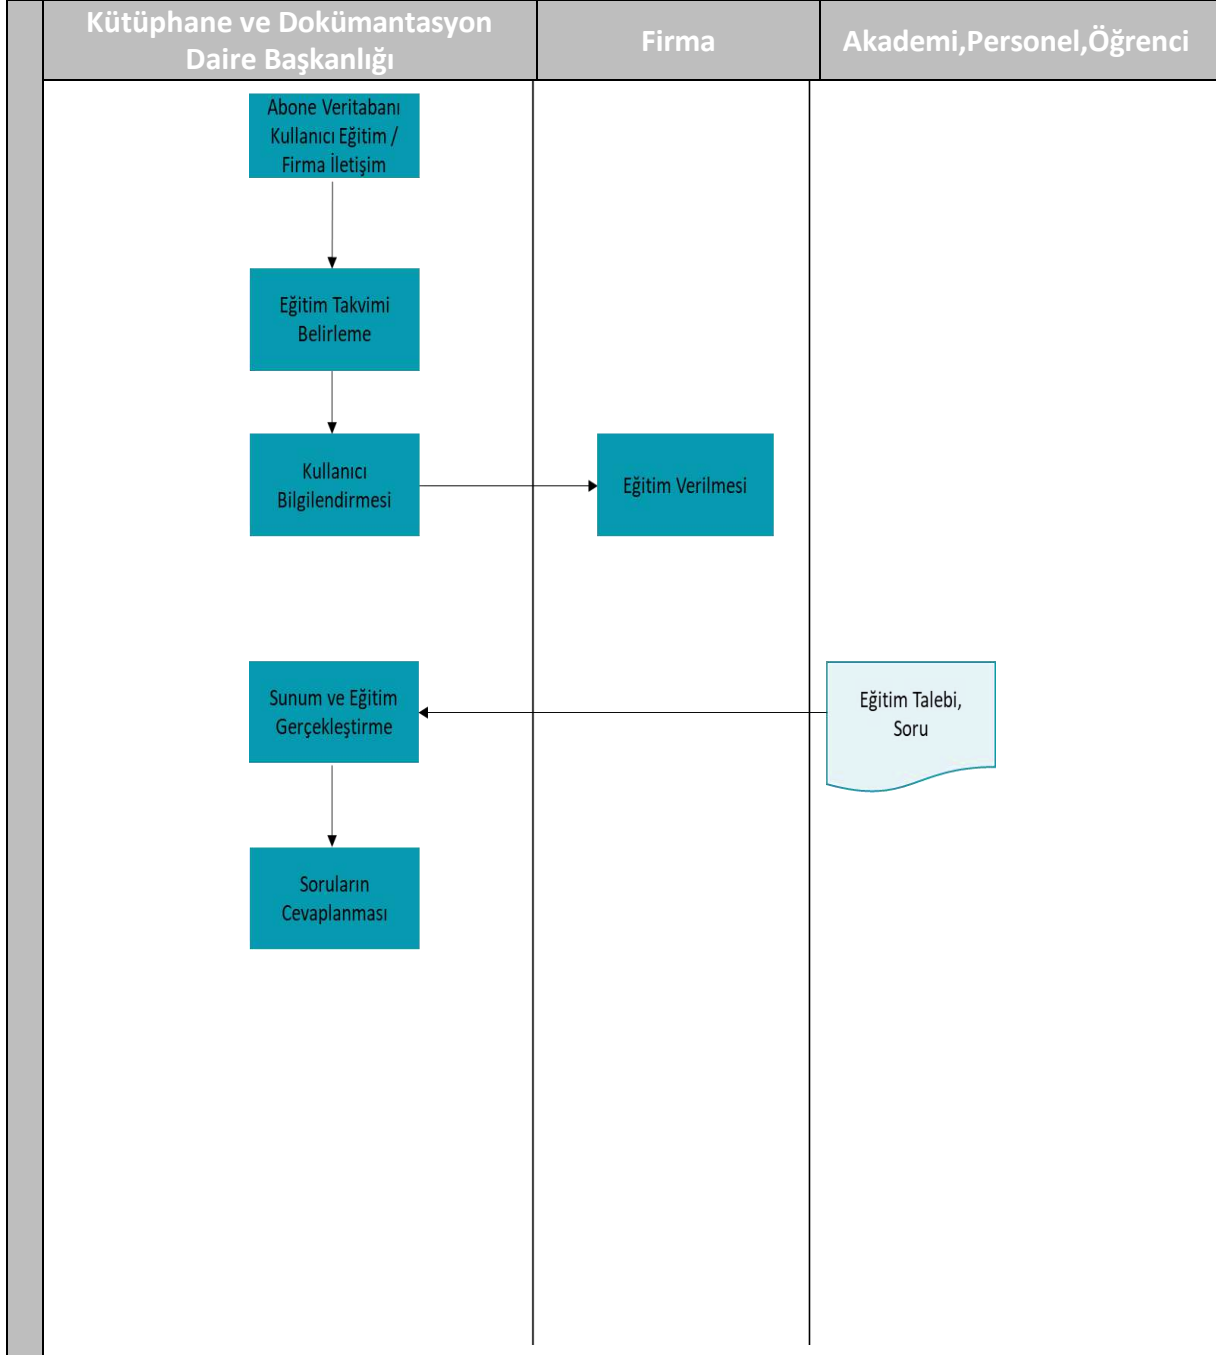 Kütüphane ve Dokümantasyon
Daire Başkanlığı
Firma
Akademi,Personel,Öğrenci
Abone Veritabanı
Kullanıcı Eğitim /
Firma İletişim
Eğitim Takvimi
Belirleme
Kullanıcı
Bilgilendirmesi
Eğitim Verilmesi
Sunum ve Eğitim
Gerçekleştirme
Eğitim Talebi,
Soru
Soruların
Cevaplanması